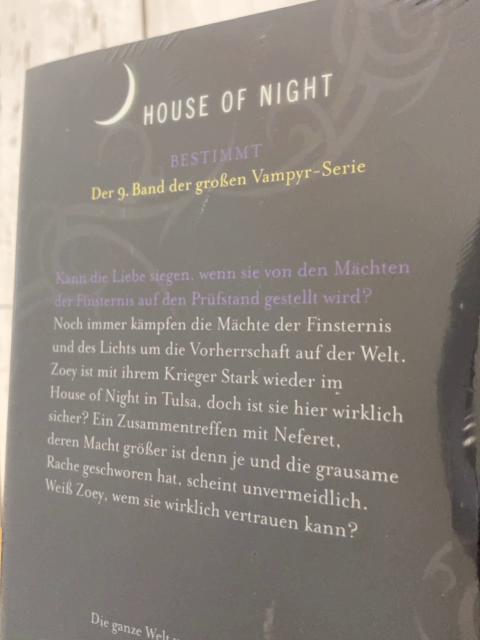 HOUSE OF NIGHT
BESTIMMT
Der 9. Band der großen Vampyr-Serie
Kann die Liebe siegen, wenn sie von den Mächten
der Finsternis auf den Prüfstand gestellt wird?
Noch immer kämpfen die Mächte der Finsternis
und des Lichts um die Vorherrschaft auf der Welt.
Zoey ist mit ihrem Krieger Stark wieder im
House of Night in Tulsa, doch ist sie hier wirklich
sicher? Ein Zusammentreffen mit Neferet,
deren Macht größer ist denn je und die grausame
Rache geschworen hat, scheint unvermeidlich.
Weiß Zoey, wem sie wirklich vertrauen kann?
Die ganze Welt